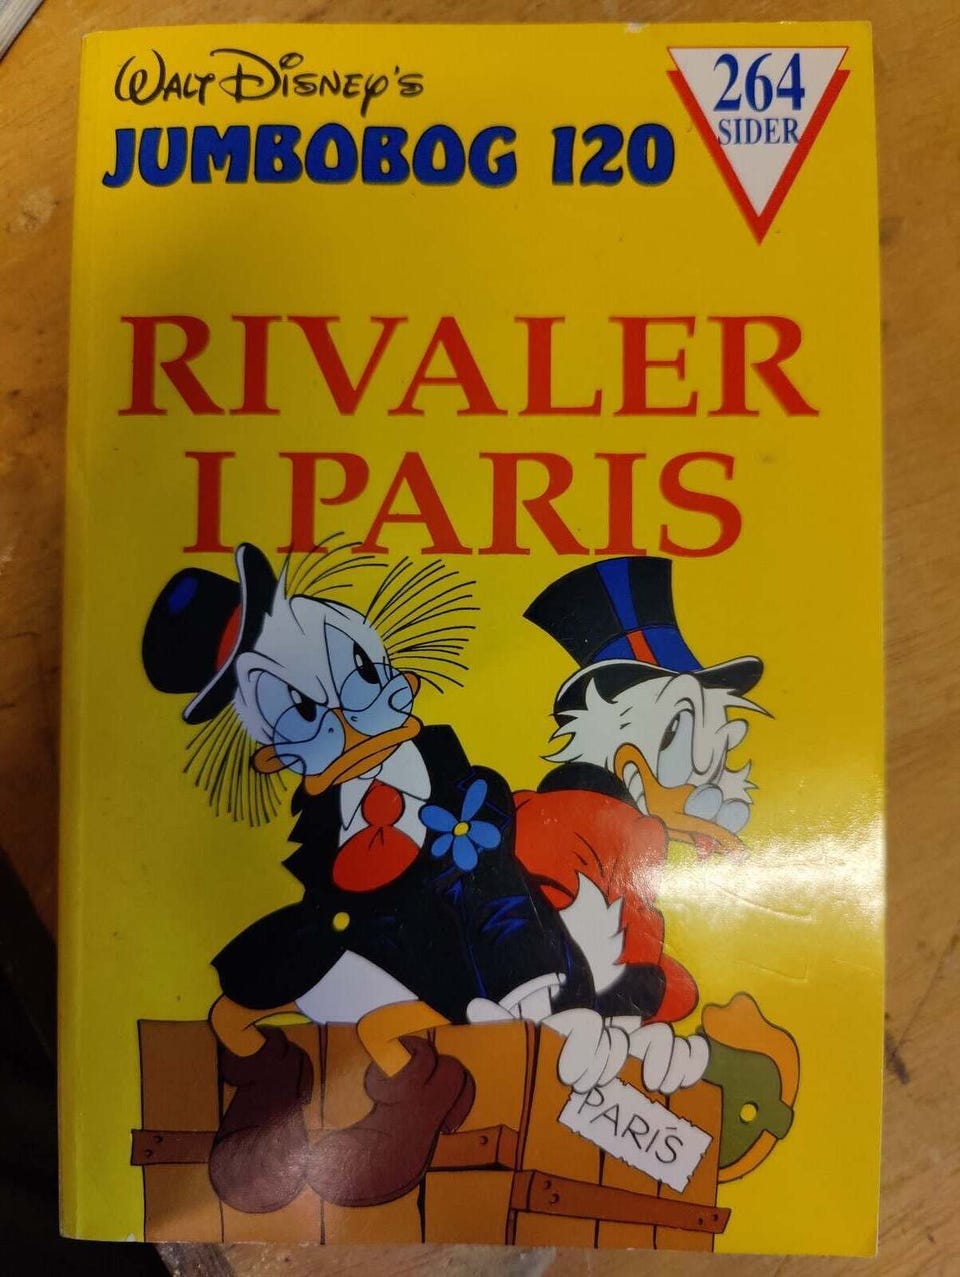 WALT DISNEY'S
JUMBOBOG 120
264
SIDER
RIVALER
I PARIS
PARIS